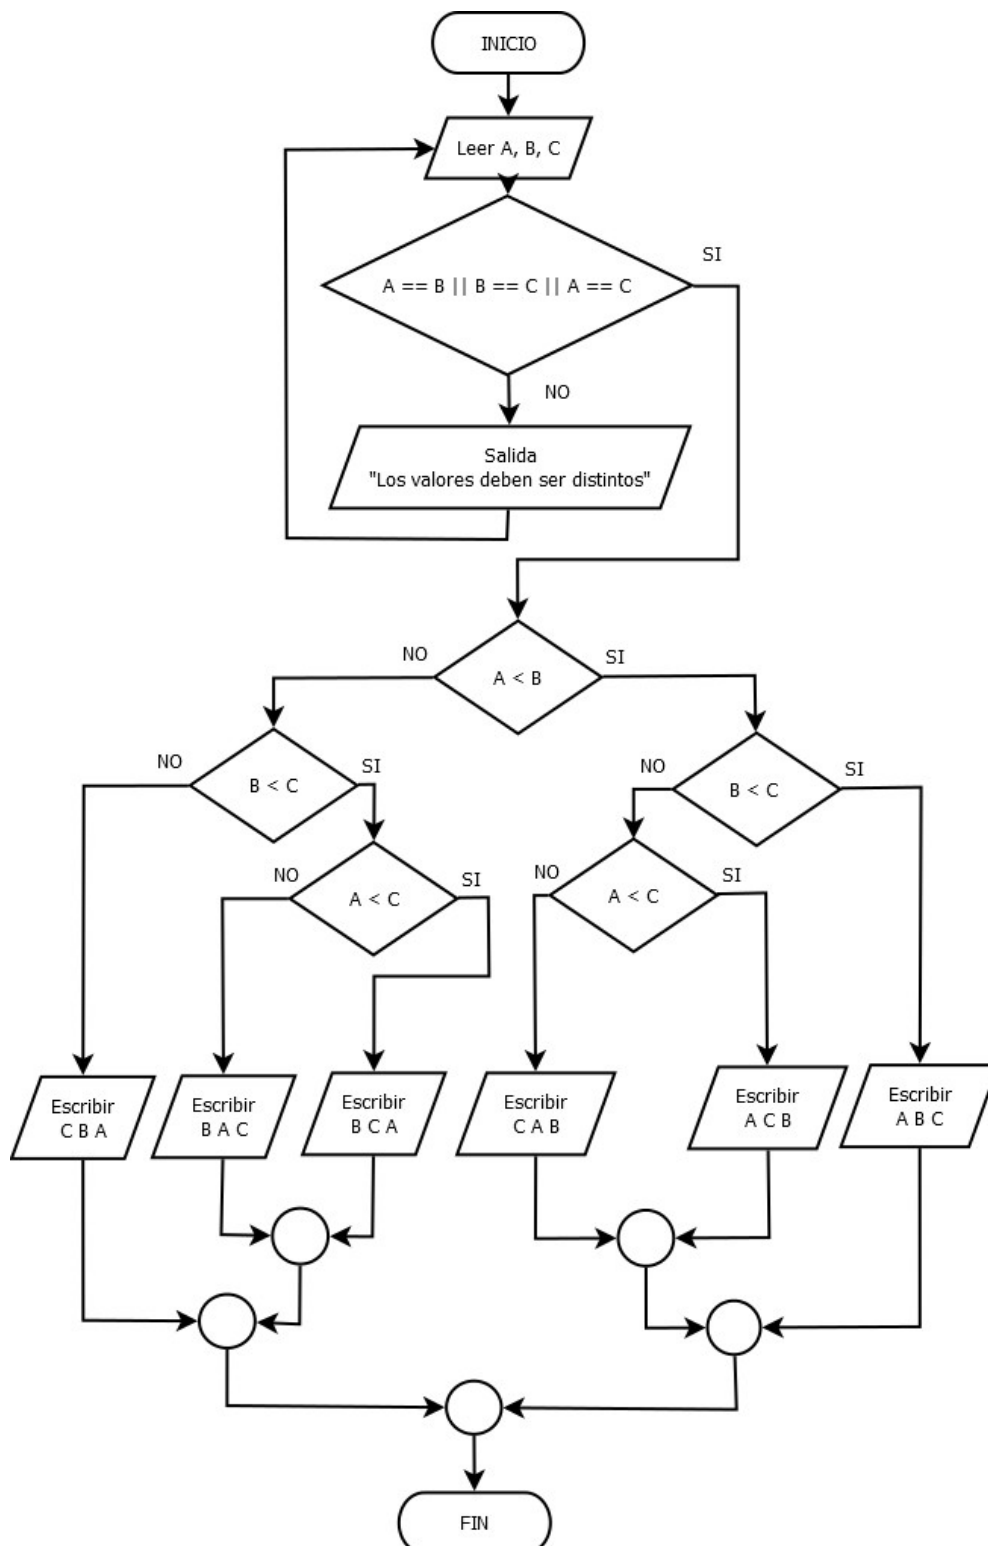 INICIO
Leer A, B, C
SI
A == B || B == C || A == C
NO
Salida
"Los valores deben ser distintos"
NO
SI
A < B
NO
SI
B < C
NO
SI
B < C
NO
SI
A < C
NO
SI
A < C
Escribir
C B A
Escribir
B A C
Escribir
B C A
Escribir
C A B
Escribir
A C B
Escribir
A B C
FIN